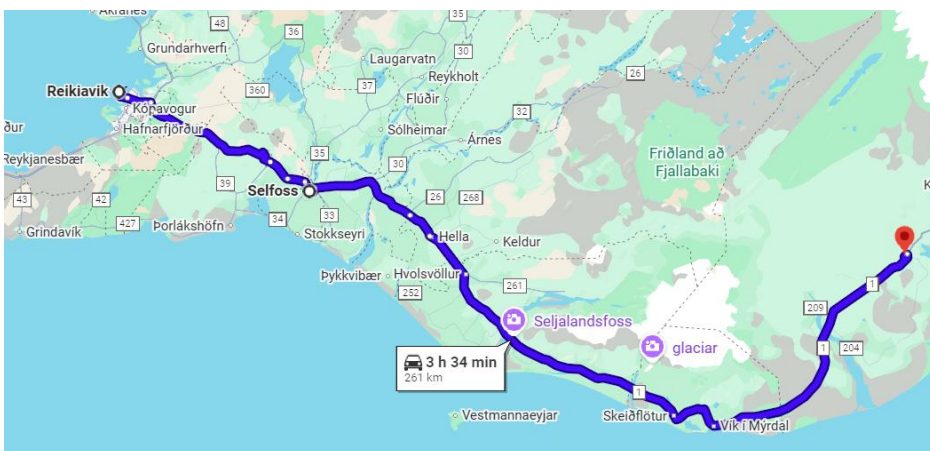 Akranes
35
36
Grundarhverfi
Laugarvatn
30
Reykholt
26
Reikiavik
360
37
Flúðir
32
Kópavogur
Hafnarfjörður
Sólheimar
Árnes
ður
Reykjanesbær
35
30
Friðland að
Fjallabaki
43
42
39
Selfoss
26
268
K
427
Þorlákshöfn
34
33
Stokkseyri
Hella
Keldur
Grindavík
Þykkvibær
Hvolsvöllur
261
1
252
209
Seljalandsfoss
glaciar
1
204
3 h 34 min
261 km
1
Vestmannaeyjar
Skeiðflötur
Vík í Mýrdal